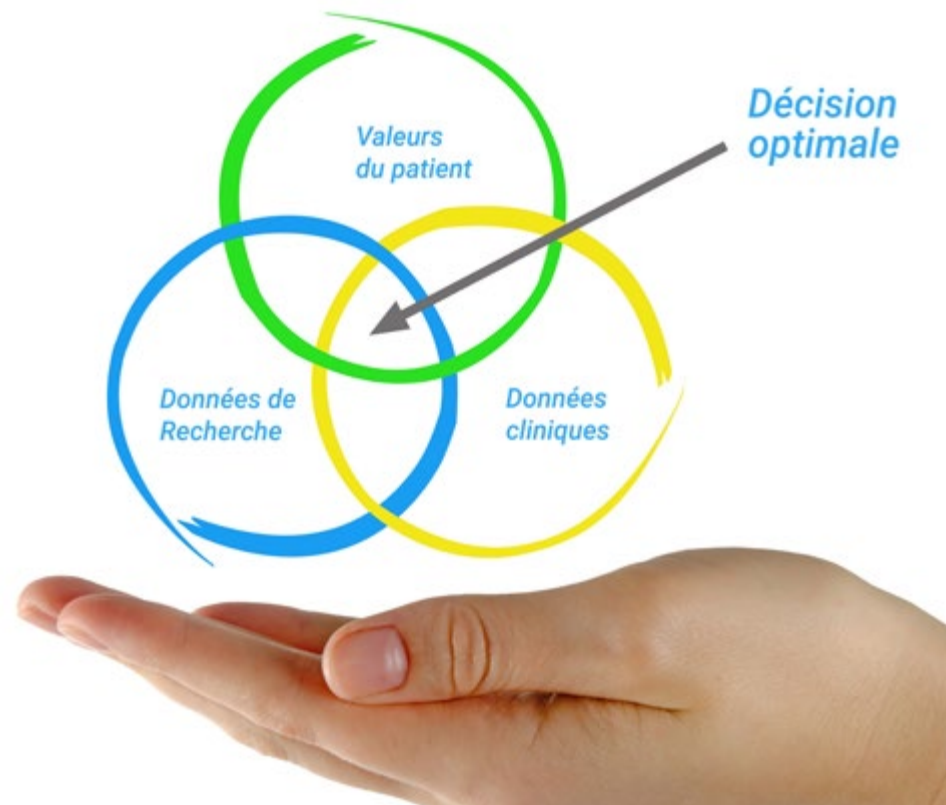 Valeurs
du patient
Décision
optimale
Données de
Recherche
Données
cliniques